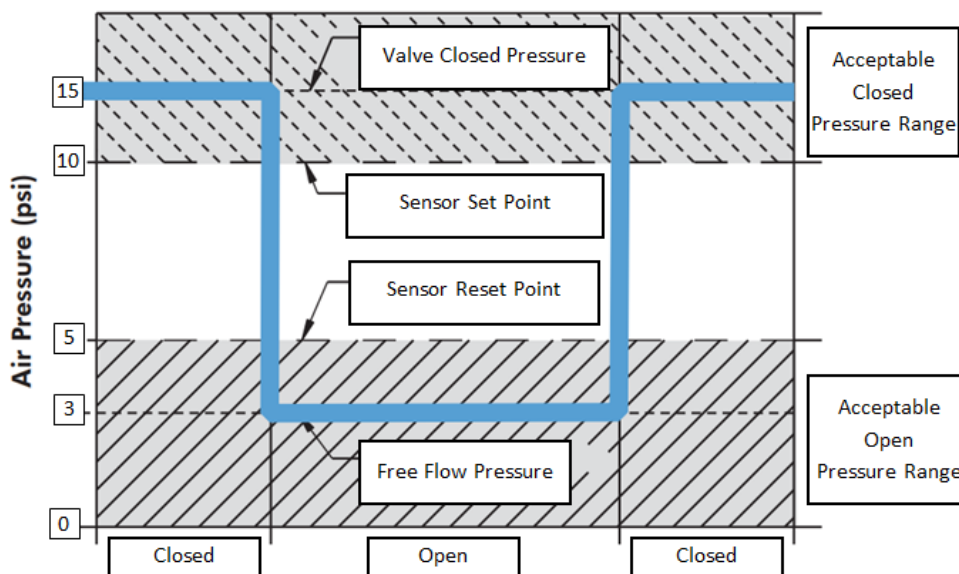 Valve Closed Pressure
Acceptable
Closed
Pressure Range
15
10
Sensor Set Point
Air Pressure (psi)
Sensor Reset Point
5
3
Acceptable
Open
Pressure Range
Free Flow Pressure
0
Closed
Open
Closed